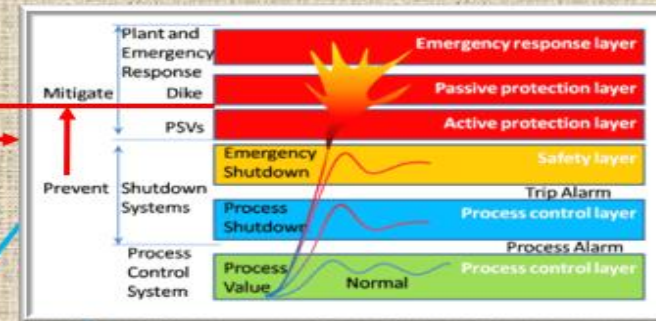 Plant and
Emergency
Response
Emergency response layer
Mitigate
Dike
Passive protection layer
PSVs
Active protection layer
Emergency
Shutdown
Safety layer
Prevent
Shutdown
Systems
Trip Alarm
Process
Shutdown
Process control layer
Process Alarm
Process
Control
System
Process
Value
Normal
Process control layer